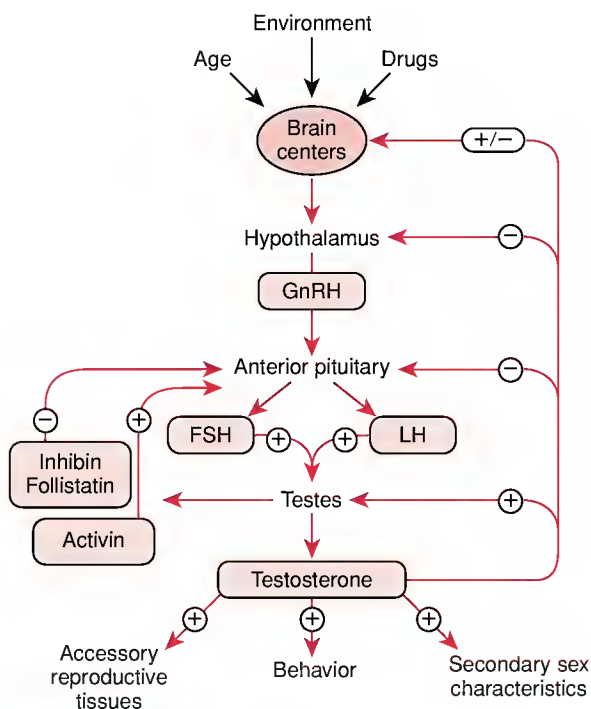 Environment
Age
Drugs
Brain
centers
+/−
Hypothalamus
−
GnRH
Anterior pituitary
−
−
+
FSH
+
+
LH
Inhibin
Follistatin
Testes
+
Activin
Testosterone
+
+
+
Accessory
reproductive
tissues
Behavior
Secondary sex
characteristics